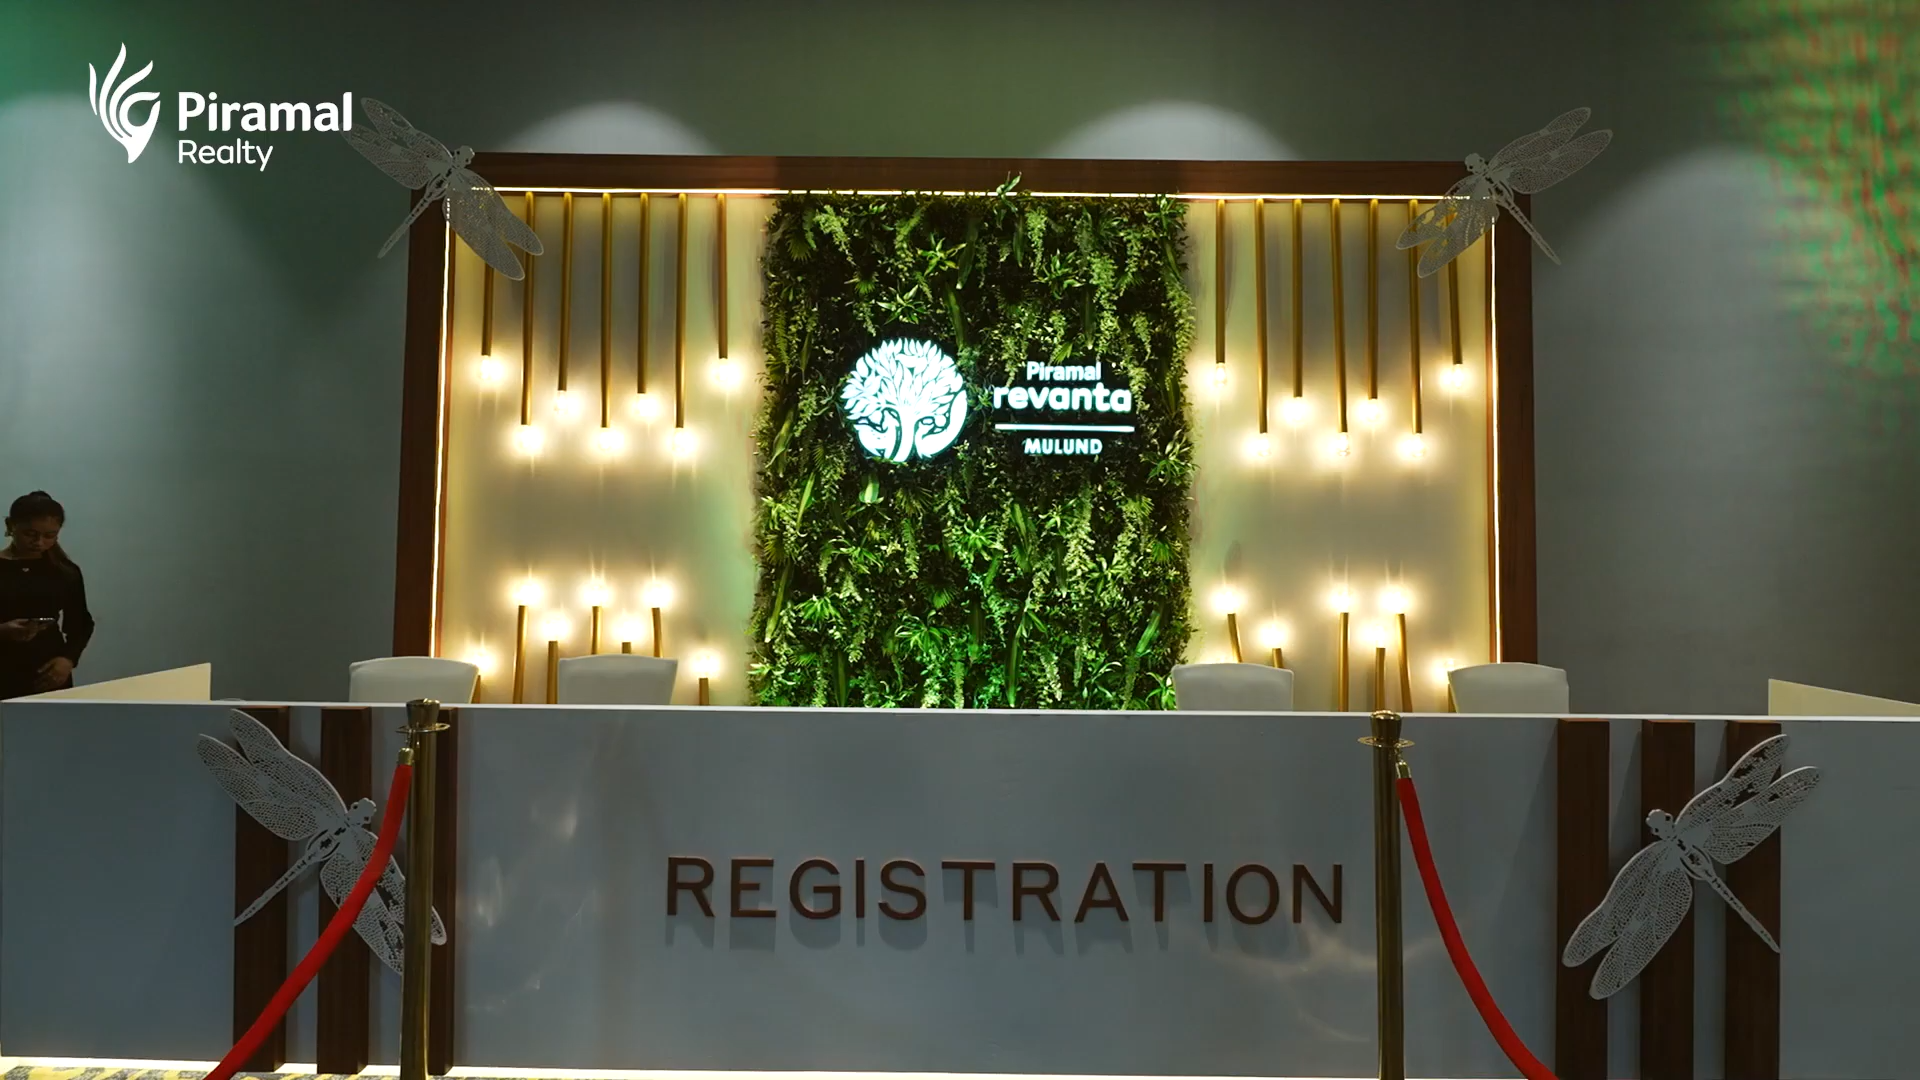 Piramal
Realty
Piramal
revanta
MULUND
REGISTRATION